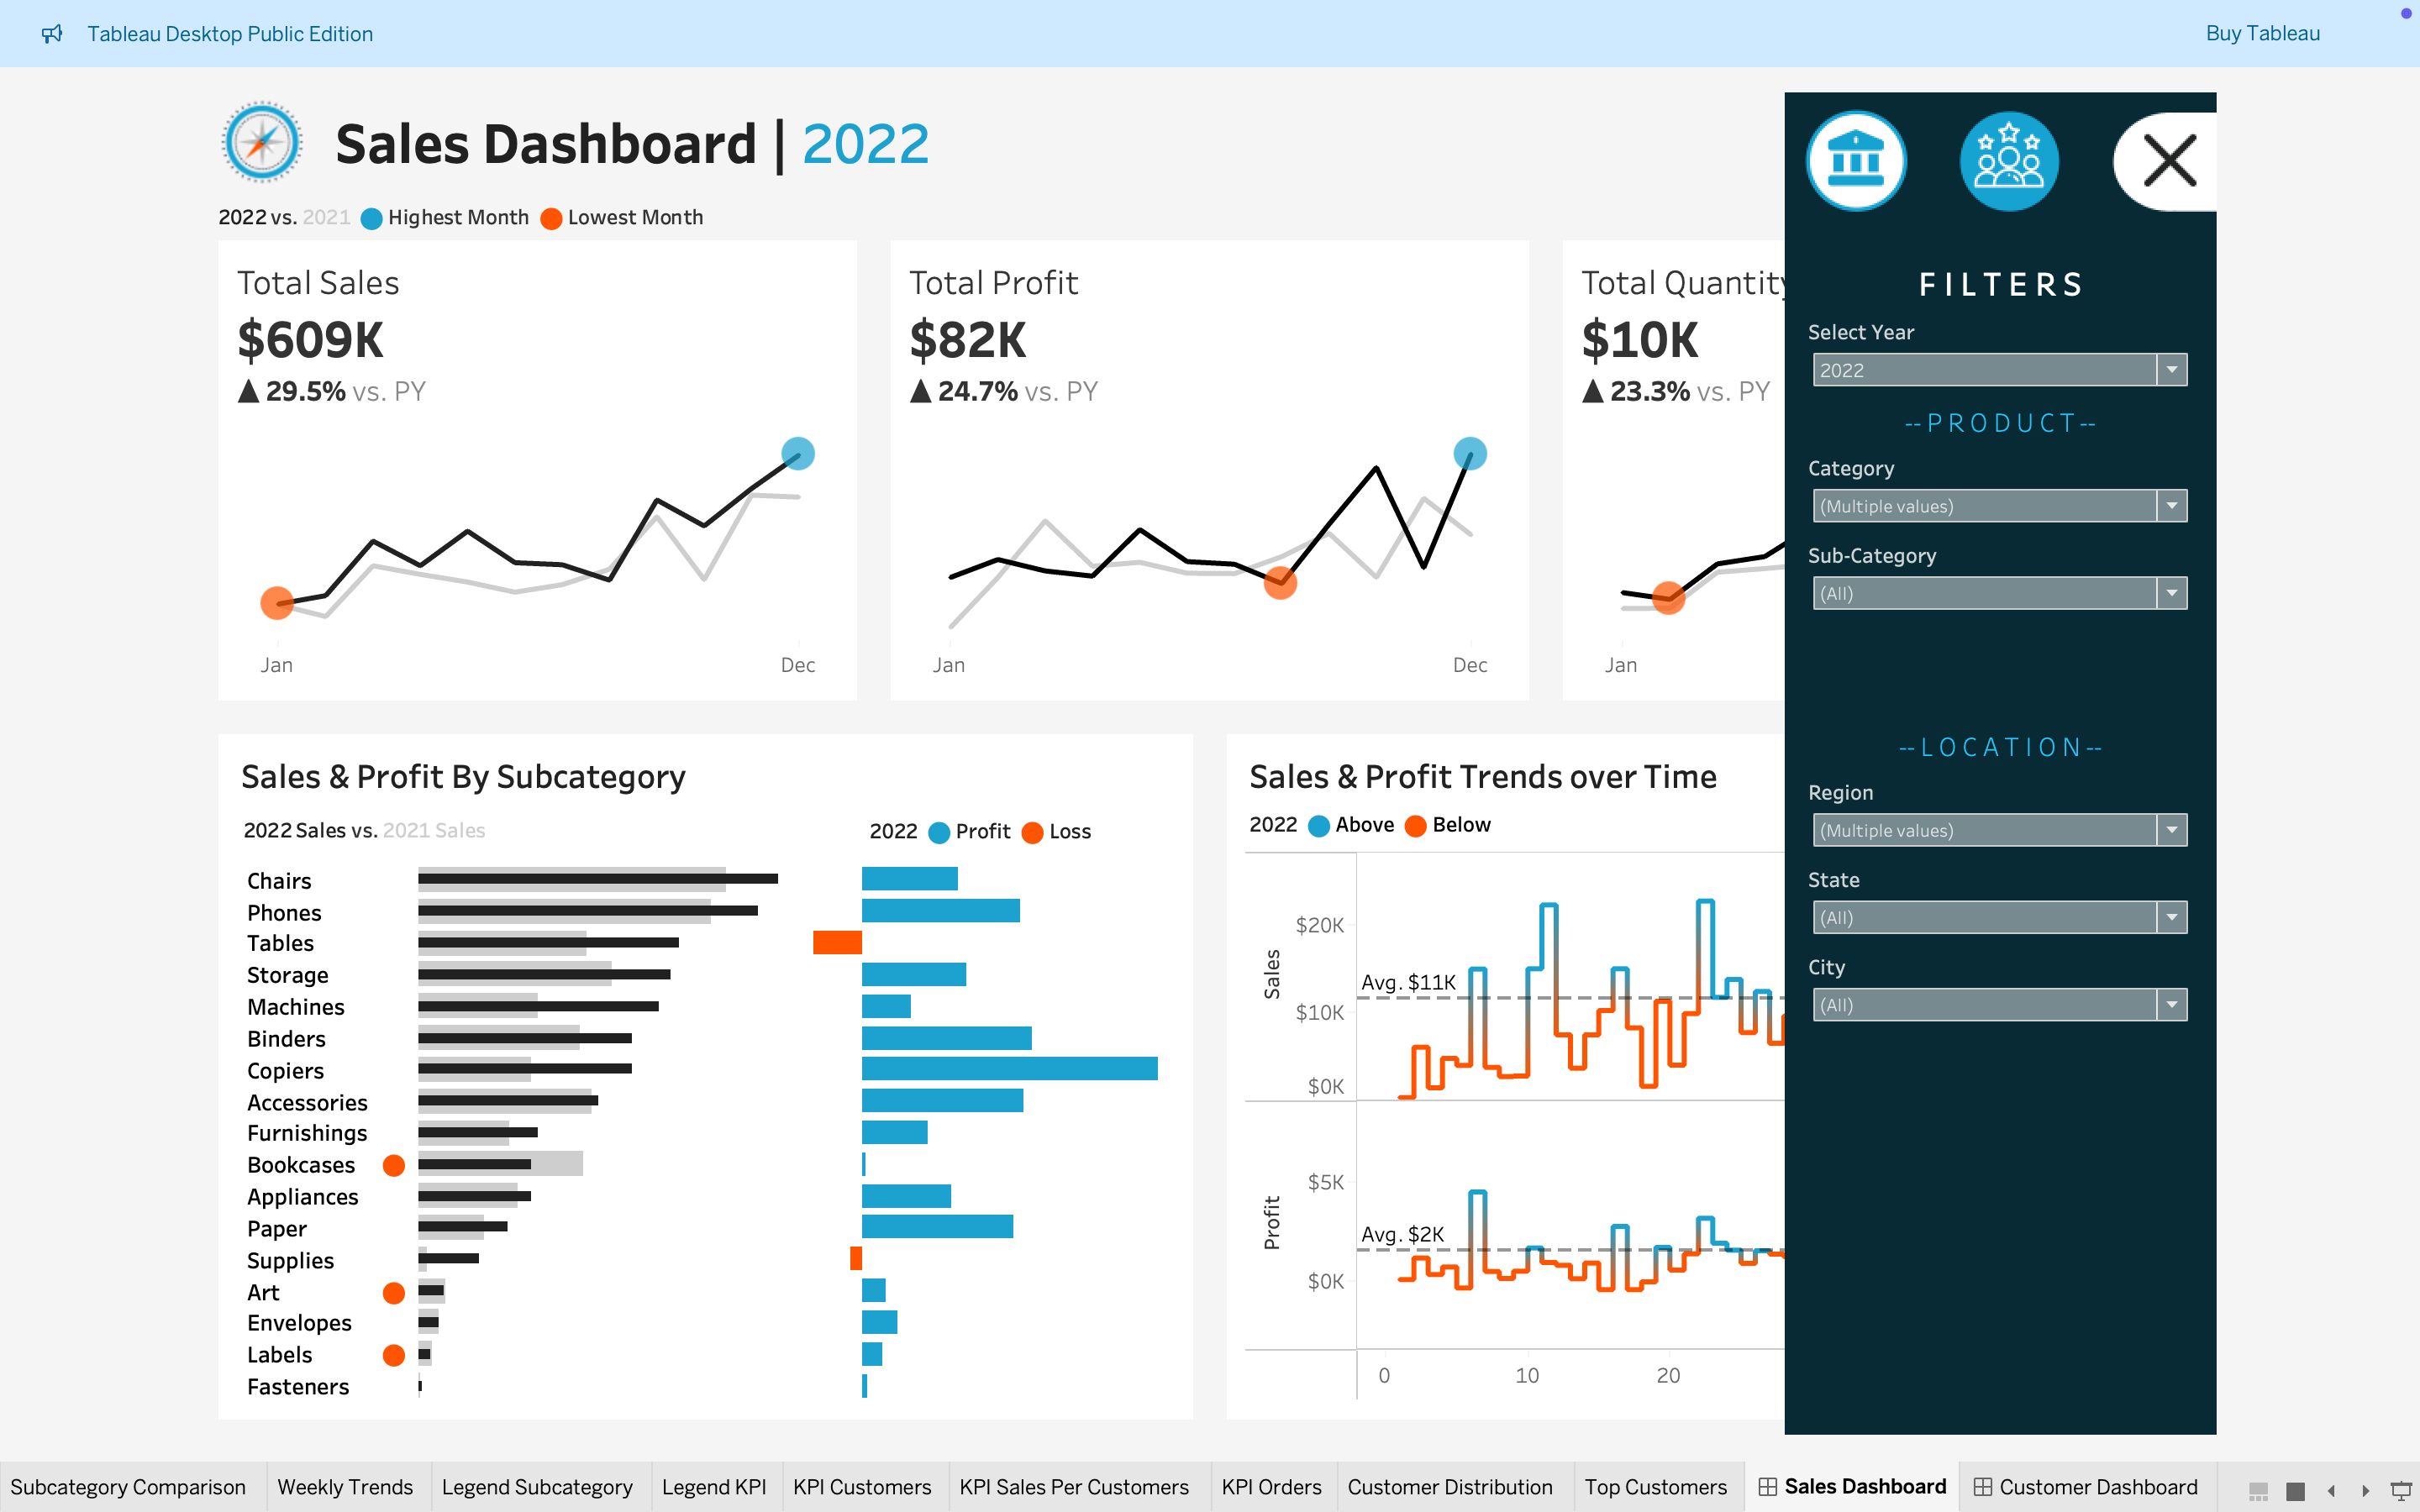 Tableau Desktop Public Edition
Buy Tableau
Sales Dashboard | 2022
2022 vs. 2021 Highest Month Lowest Month
Total Sales
$609K
▲ 29.5% vs. PY
Jan Dec
Total Profit
$82K
▲ 24.7% vs. PY
Jan Dec
Total Quantity
$10K
▲ 23.3% vs. PY
Jan
Sales & Profit By Subcategory
2022 Sales vs. 2021 Sales
2022 Profit Loss
Chairs
Phones
Tables
Storage
Machines
Binders
Copiers
Accessories
Furnishings
Bookcases
Appliances
Paper
Supplies
Art
Envelopes
Labels
Fasteners
Sales & Profit Trends over Time
2022 Above Below
Sales
$20K
Avg. $11K
$10K
$0K
Profit
$5K
Avg. $2K
$0K
0 10 20
FILTERS
Select Year
2022
--PRODUCT--
Category
(Multiple values)
Sub-Category
(All)
--LOCATION--
Region
(Multiple values)
State
(All)
City
(All)
Subcategory Comparison Weekly Trends Legend Subcategory Legend KPI KPI Customers KPI Sales Per Customers KPI Orders Customer Distribution Top Customers Sales Dashboard Customer Dashboard